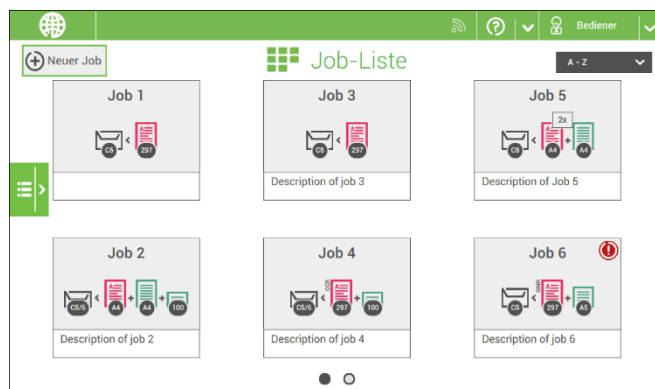 Bediener
Neuer Job
Job-Liste
A - Z
Job 1
C5
297
Job 3
C5
297
Description of job 3
Job 5
2x
C5
A4
A4
Description of Job 5
Job 2
C5/6
A4
A4
100
Description of job 2
Job 4
OCR
C5/6
297
100
Description of job 4
Job 6
OMR
C5
297
A5
Description of job 6